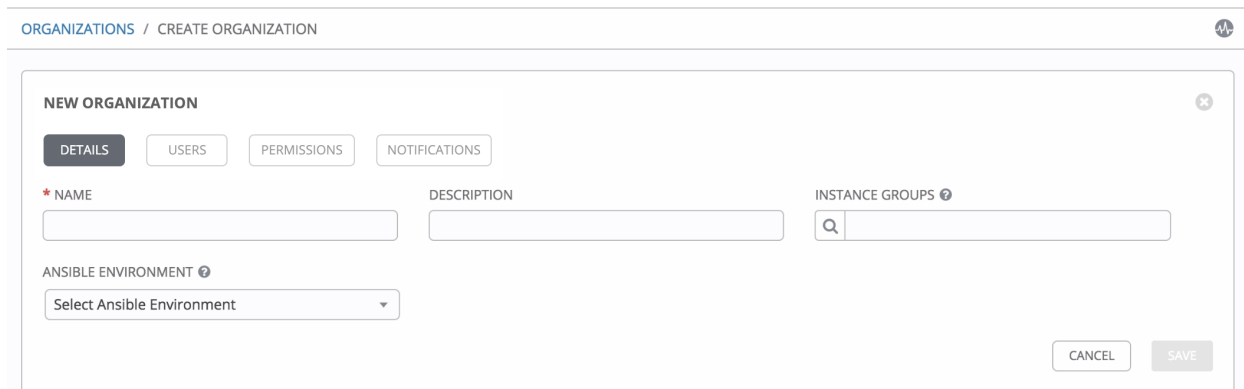 ORGANIZATIONS / CREATE ORGANIZATION
NEW ORGANIZATION
DETAILS USERS PERMISSIONS NOTIFICATIONS
* NAME DESCRIPTION INSTANCE GROUPS ?
ANSIBLE ENVIRONMENT ?
Select Ansible Environment
CANCEL SAVE